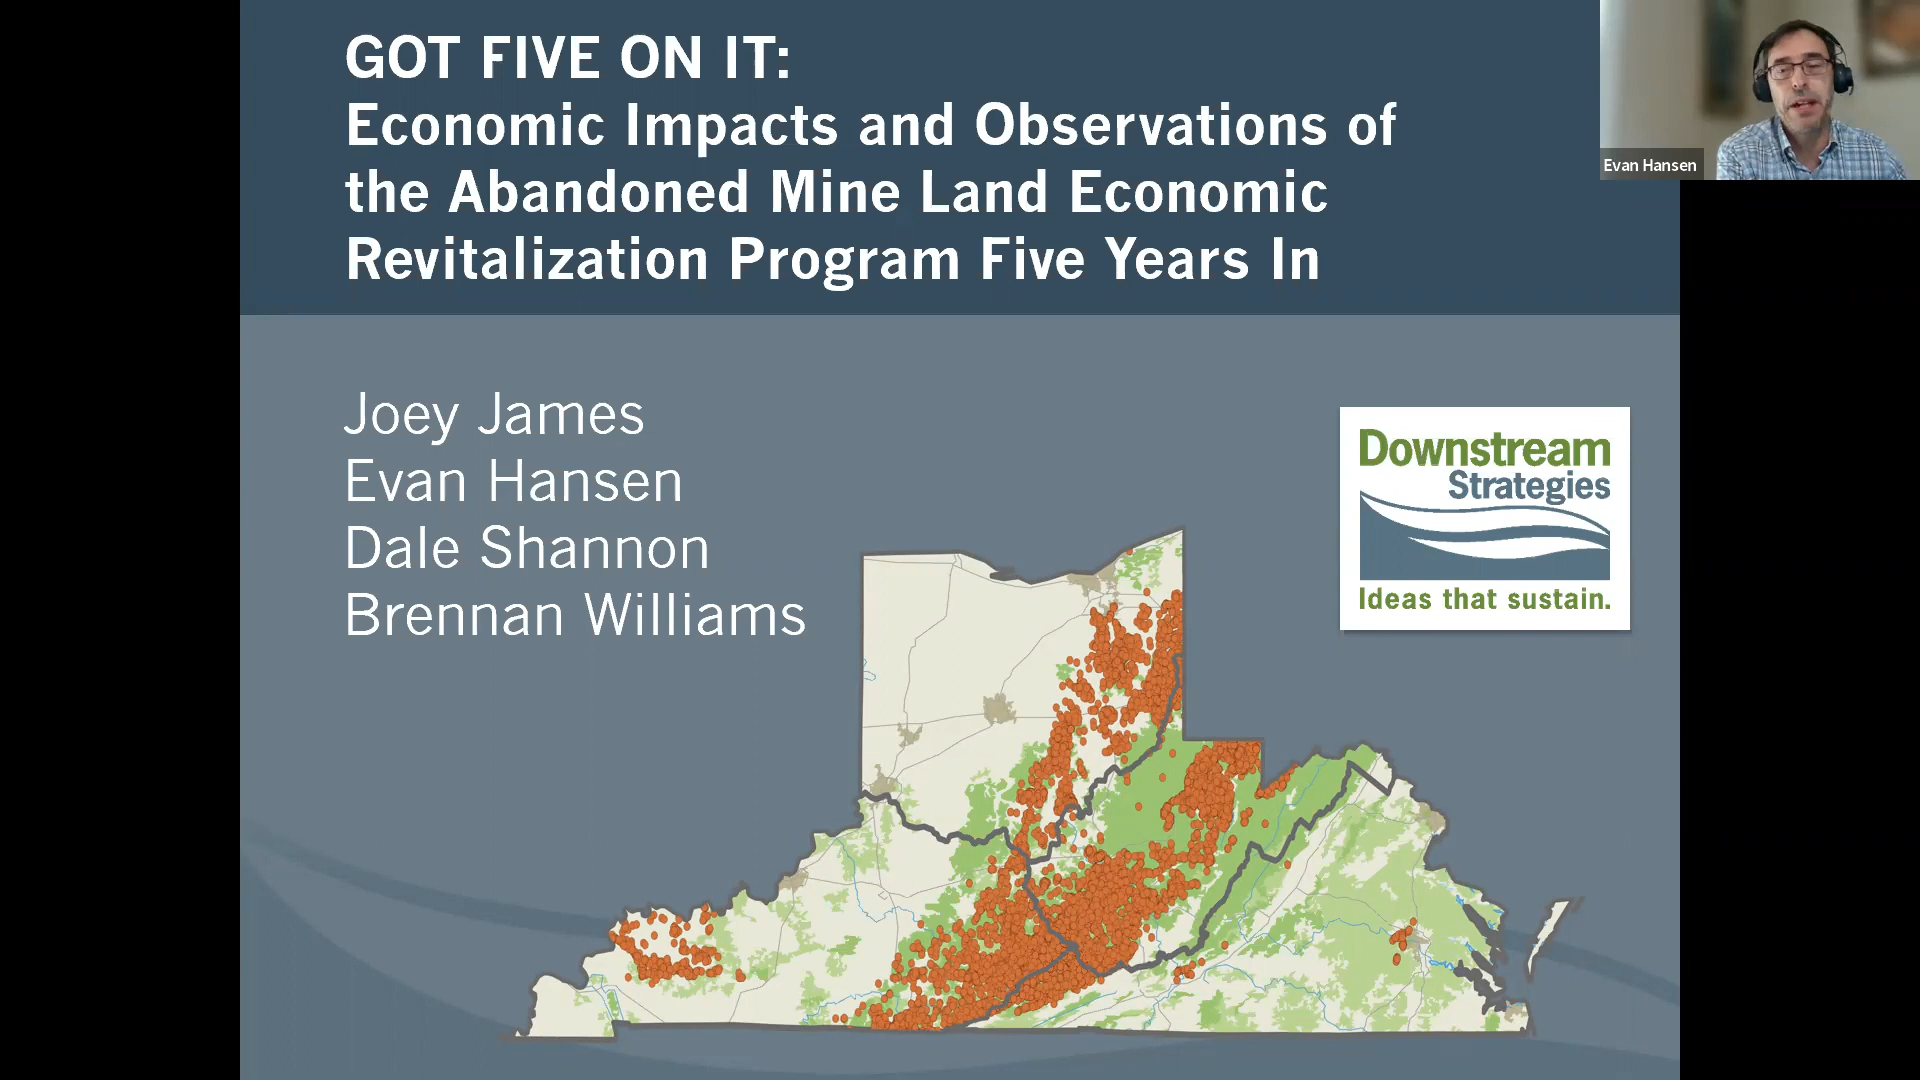 GOT FIVE ON IT:
Economic Impacts and Observations of
the Abandoned Mine Land Economic
Revitalization Program Five Years In
Evan Hansen
Joey James
Evan Hansen
Dale Shannon
Brennan Williams
Downstream
Strategies
Ideas that sustain.